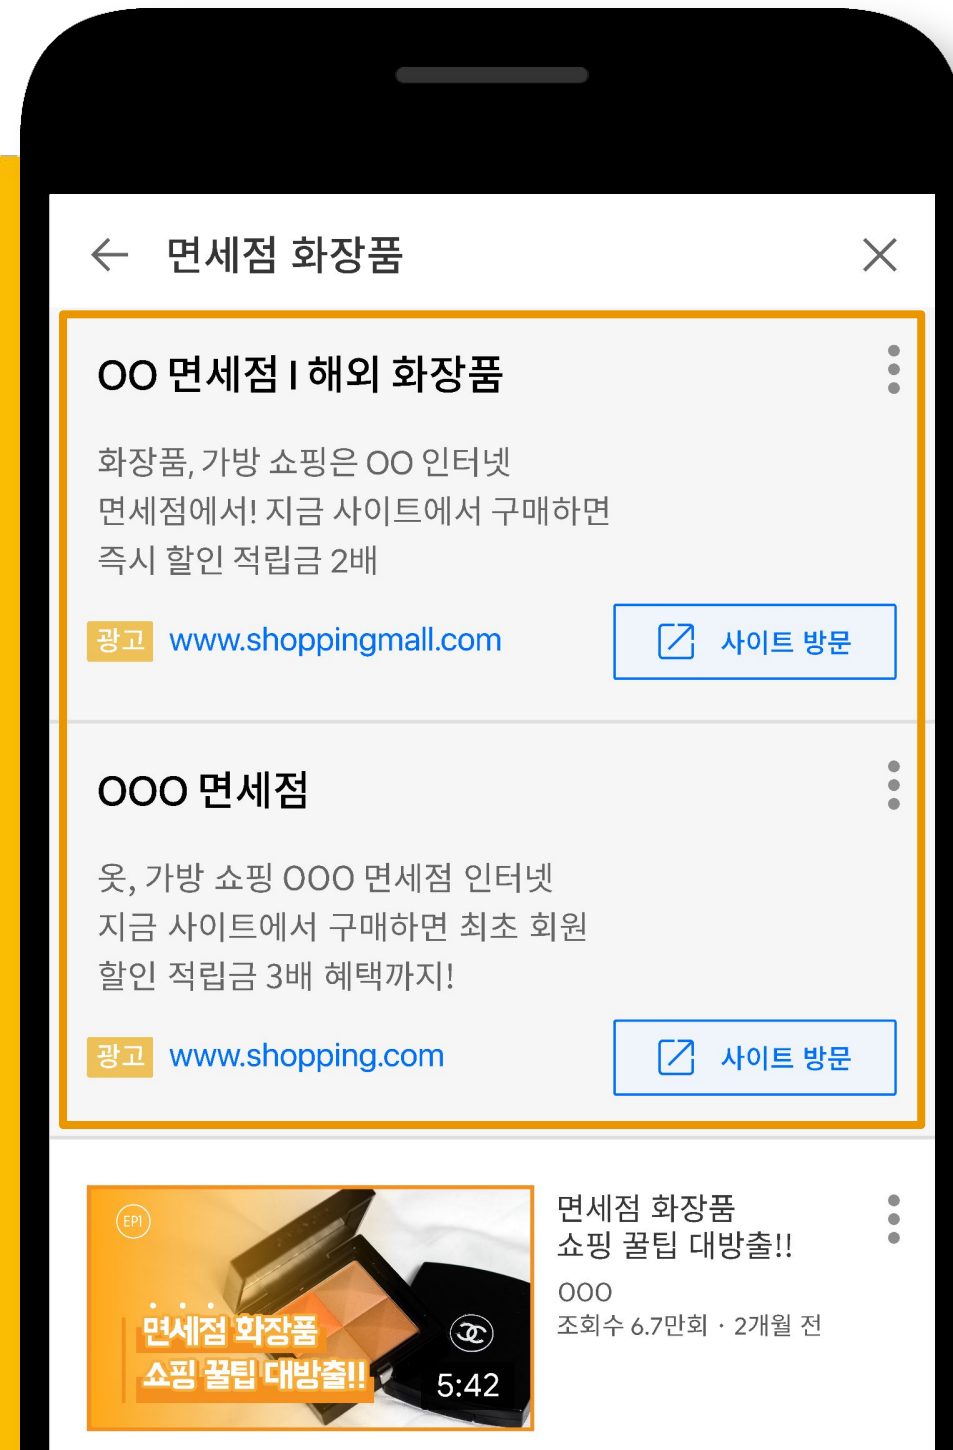 면세점 화장품
OO 면세점 I 해외 화장품
화장품, 가방 쇼핑은 OO 인터넷
면세점에서! 지금 사이트에서 구매하면
즉시 할인 적립금 2배
광고 www.shoppingmall.com
사이트 방문
OOO 면세점
옷, 가방 쇼핑 OOO 면세점 인터넷
지금 사이트에서 구매하면 최초 회원
할인 적립금 3배 혜택까지!
광고 www.shopping.com
사이트 방문
EP1
면세점 화장품
쇼핑 꿀팁 대방출!!
5:42
면세점 화장품
쇼핑 꿀팁 대방출!!
OOO
조회수 6.7만회 · 2개월 전